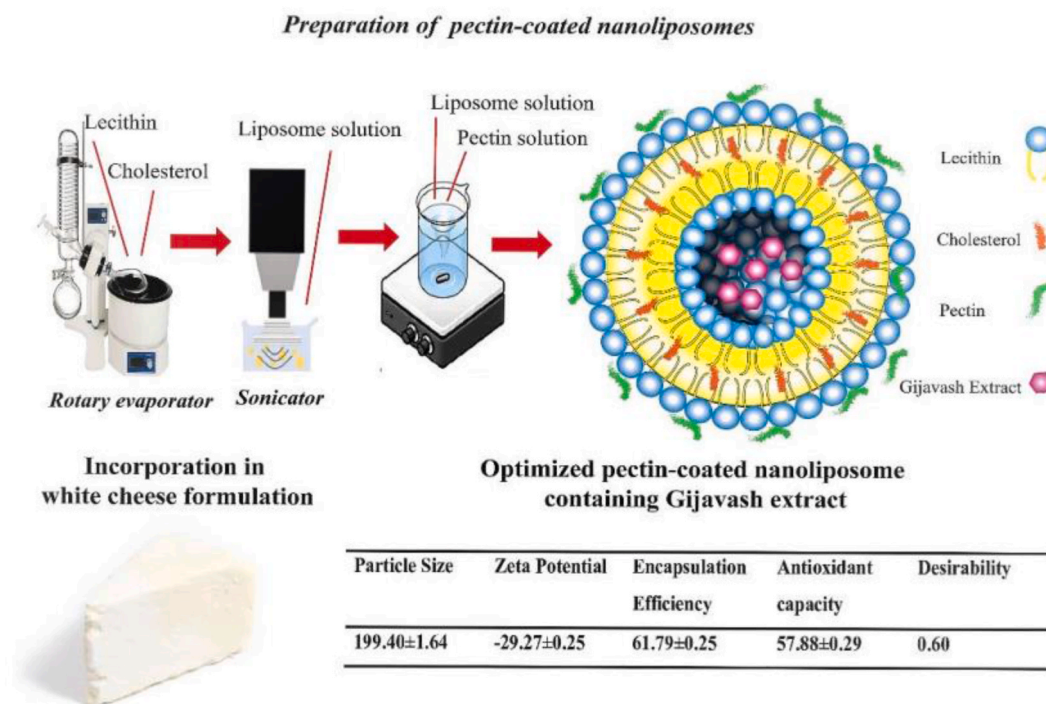 Preparation of pectin-coated nanoliposomes
Lecithin
Cholesterol
Liposome solution
Liposome solution
Pectin solution
Lecithin
Cholesterol
Pectin
Gijavash Extract
Rotary evaporator
Sonicator
Incorporation in
white cheese formulation
Optimized pectin-coated nanoliposome
containing Gijavash extract
Particle Size Zeta Potential Encapsulation Efficiency Antioxidant capacity Desirability
199.40±1.64 -29.27±0.25 61.79±0.25 57.88±0.29 0.60